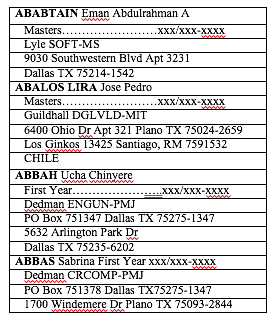 ABABTAIN Eman Abdulrahman A
Masters……………………xxx/xxx-xxxx
Lyle SOFT-MS
9030 Southwestern Blvd Apt 3231
Dallas TX 75214-1542
ABALOS LIRA Jose Pedro
Masters……………………xxx/xxx-xxxx
Guildhall DGLVLD-MIT
6400 Ohio Dr Apt 321 Plano TX 75024-2659
Los Ginkos 13425 Santiago, RM 7591532
CHILE
ABBAH Ucha Chinyere
First Year……………….....xxx/xxx-xxxx
Dedman ENGUN-PMJ
PO Box 751347 Dallas TX 75275-1347
5632 Arlington Park Dr
Dallas TX 75235-6202
ABBAS Sabrina First Year xxx/xxx-xxxx
Dedman CRCOMP-PMJ
PO Box 751378 Dallas TX75275-1347
1700 Windemere Dr Plano TX 75093-2844